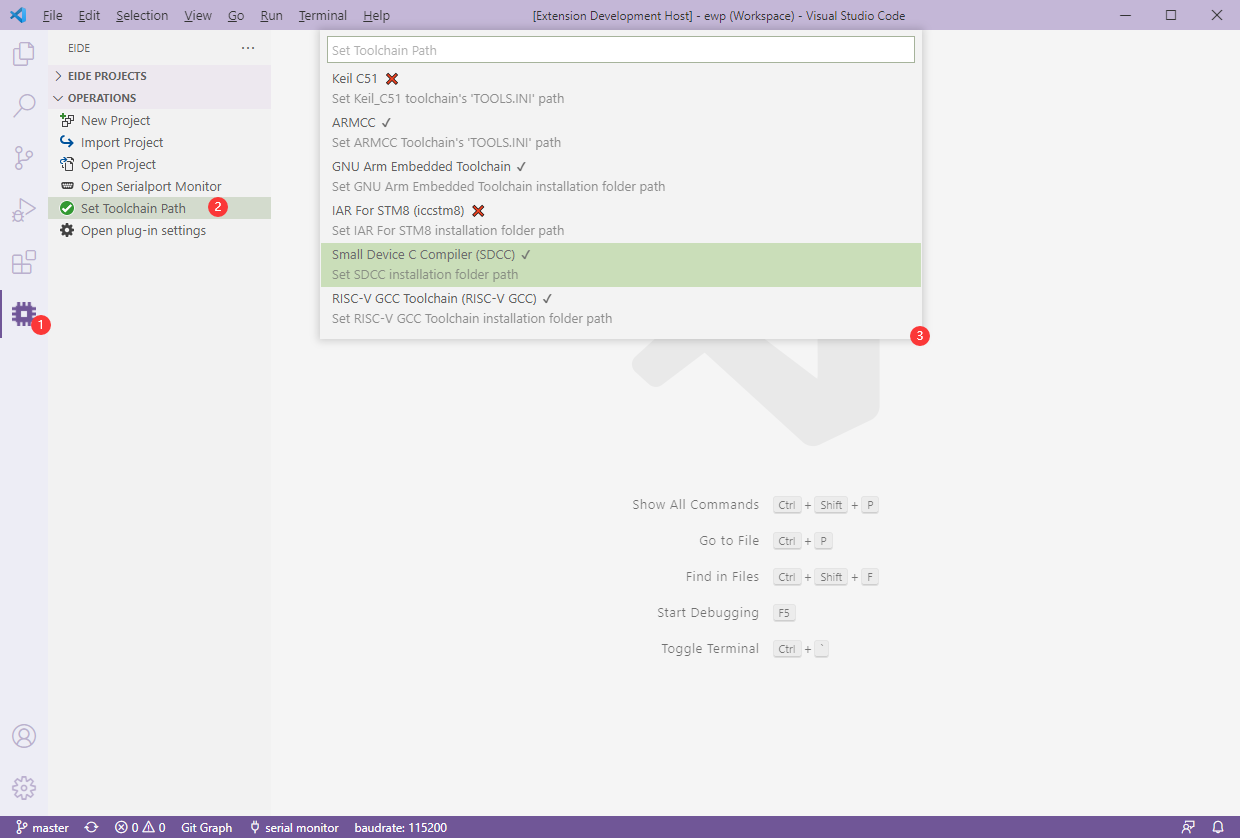 File Edit Selection View Go Run Terminal Help [Extension Development Host] - ewp (Workspace) - Visual Studio Code
EIDE ···
EIDE PROJECTS
OPERATIONS
New Project
Import Project
Open Project
Open Serialport Monitor
Set Toolchain Path 2
Open plug-in settings
1
Set Toolchain Path
Keil C51 ❌
Set Keil_C51 toolchain's 'TOOLS.INI' path
ARMCC ✓
Set ARMCC Toolchain's 'TOOLS.INI' path
GNU Arm Embedded Toolchain ✓
Set GNU Arm Embedded Toolchain installation folder path
IAR For STM8 (iccstm8) ❌
Set IAR For STM8 installation folder path
Small Device C Compiler (SDCC) ✓
Set SDCC installation folder path
RISC-V GCC Toolchain (RISC-V GCC) ✓
Set RISC-V GCC Toolchain installation folder path
3
Show All Commands Ctrl + Shift + P
Go to File Ctrl + P
Find in Files Ctrl + Shift + F
Start Debugging F5
Toggle Terminal Ctrl + `
master 0 0 Git Graph serial monitor baudrate: 115200